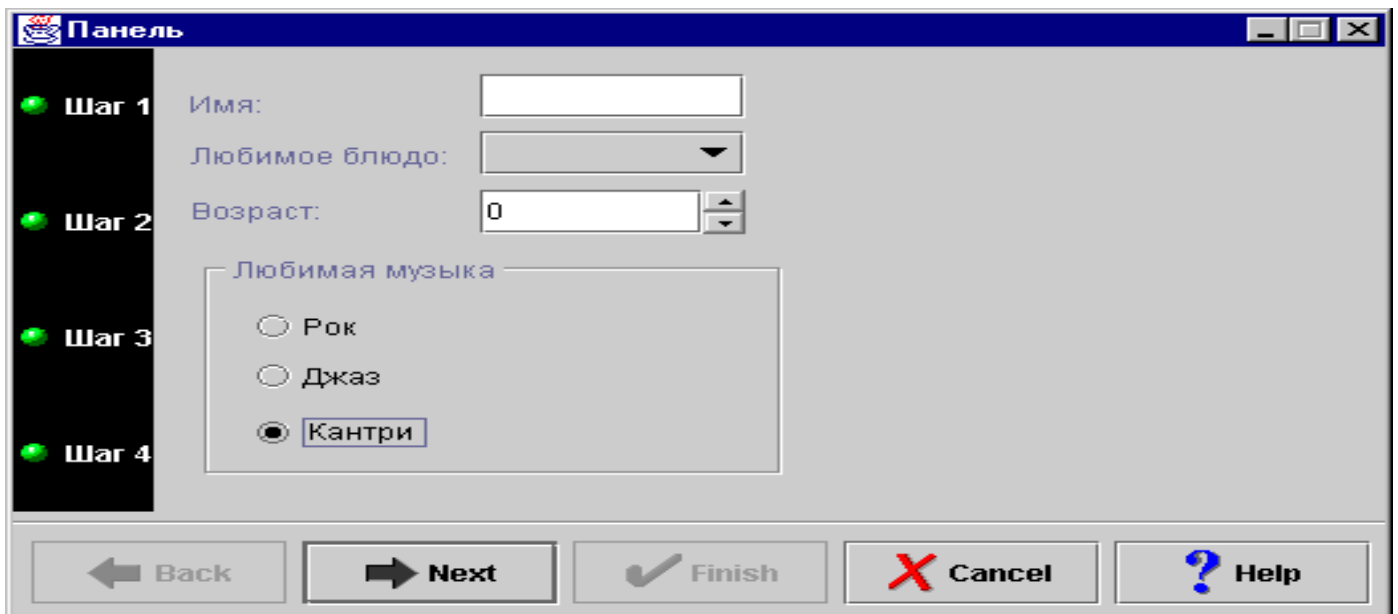 Панель
Шаг 1
Имя:
Любимое блюдо:
Шаг 2
Возраст:
0
Любимая музыка
Шаг 3
Рок
Джаз
Шаг 4
Кантри
Back
Next
Finish
Cancel
? Help